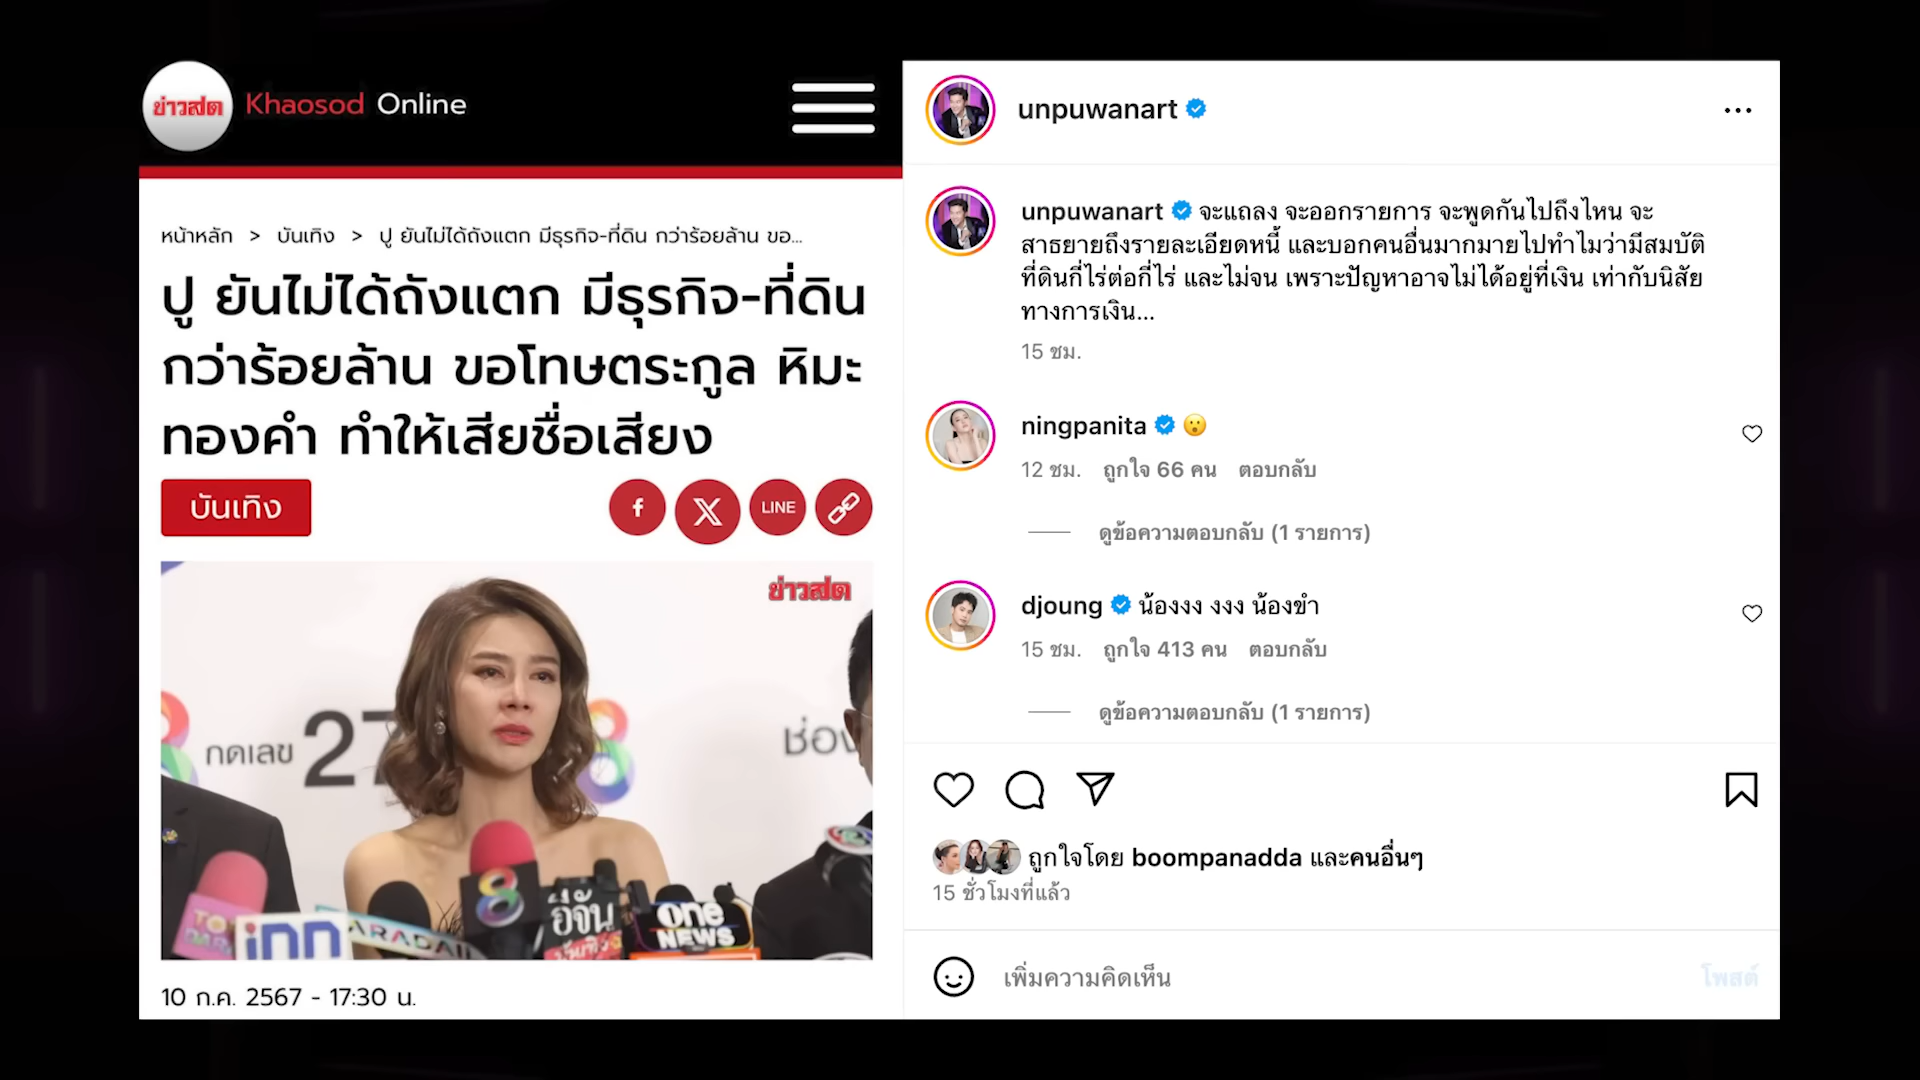 ข่าวสด Khaosod Online
หน้าหลัก > บันเทิง > ปู ยันไม่ได้ถังแตก มีธุรกิจ-ที่ดิน กว่าร้อยล้าน ขอ...
ปู ยันไม่ได้ถังแตก มีธุรกิจ-ที่ดิน
กว่าร้อยล้าน ขอโทษตระกูล หิมะ
ทองคำ ทำให้เสียชื่อเสียง
บันเทิง
f X LINE
ข่าวสด
กดเลข 27 8
ช่อง
8
อีจัน
บันเทิง
one
NEWS
inn
10 ก.ค. 2567 - 17:30 น.
unpuwanart
unpuwanart จะแถลง จะออกรายการ จะพูดกันไปถึงไหน จะ
สาธยายถึงรายละเอียดหนี้ และบอกคนอื่นมากมายไปทำไมว่ามีสมบัติ
ที่ดินกี่ไร่ต่อกี่ไร่ และไม่จน เพราะปัญหาอาจไม่ได้อยู่ที่เงิน เท่ากับนิสัย
ทางการเงิน...
15 ชม.
ningpanita 😮
12 ชม. ถูกใจ 66 คน ตอบกลับ
ดูข้อความตอบกลับ (1 รายการ)
djoung น้องงง งงง น้องขำ
15 ชม. ถูกใจ 413 คน ตอบกลับ
ดูข้อความตอบกลับ (1 รายการ)
ถูกใจโดย boompanadda และคนอื่นๆ
15 ชั่วโมงที่แล้ว
เพิ่มความคิดเห็น
โพสต์